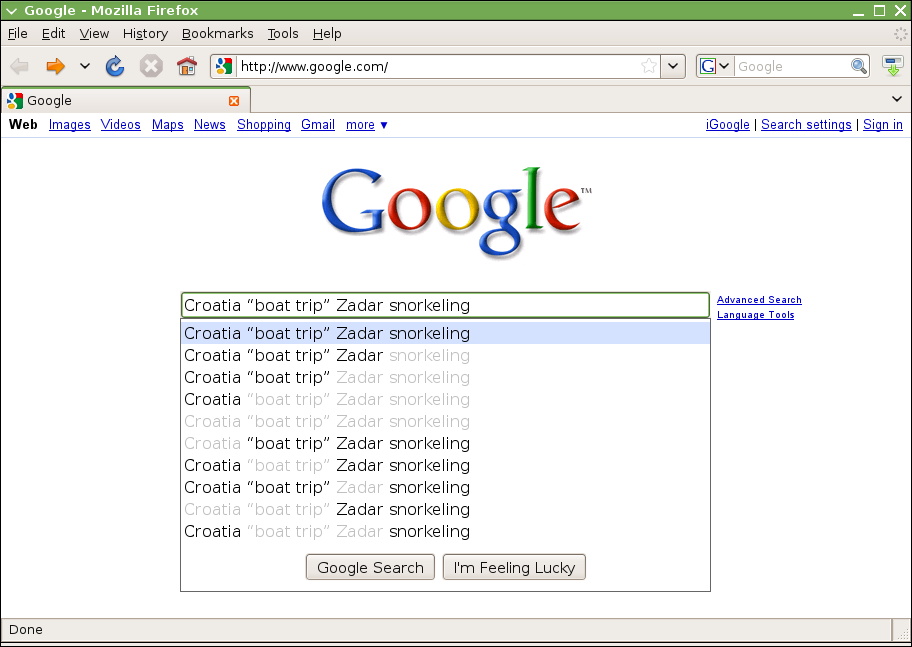 Google - Mozilla Firefox
File Edit View History Bookmarks Tools Help
http://www.google.com/ G Google
Google
Web Images Videos Maps News Shopping Gmail more ▼ iGoogle | Search settings | Sign in
Google™
Croatia “boat trip” Zadar snorkeling Advanced Search
Language Tools
Croatia “boat trip” Zadar snorkeling
Croatia “boat trip” Zadar snorkeling
Croatia “boat trip” Zadar snorkeling
Croatia “boat trip” Zadar snorkeling
Croatia “boat trip” Zadar snorkeling
Croatia “boat trip” Zadar snorkeling
Croatia “boat trip” Zadar snorkeling
Croatia “boat trip” Zadar snorkeling
Croatia “boat trip” Zadar snorkeling
Croatia “boat trip” Zadar snorkeling
Google Search I'm Feeling Lucky
Done